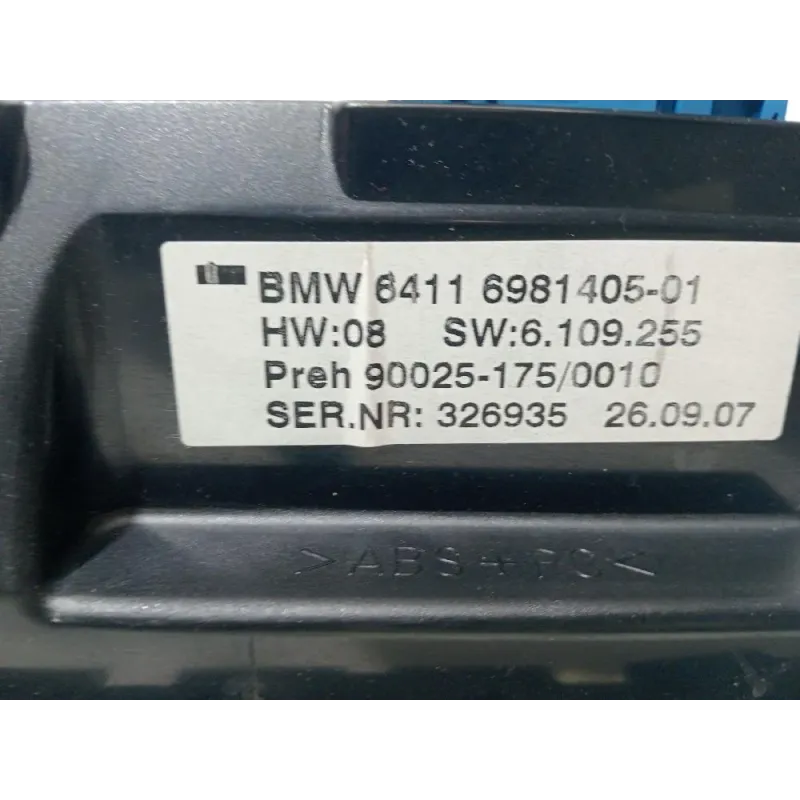 BMW 6411 6981405-01
HW:08 SW:6.109.255
Preh 90025-175/0010
SER.NR: 326935 26.09.07
>ABS+PC<